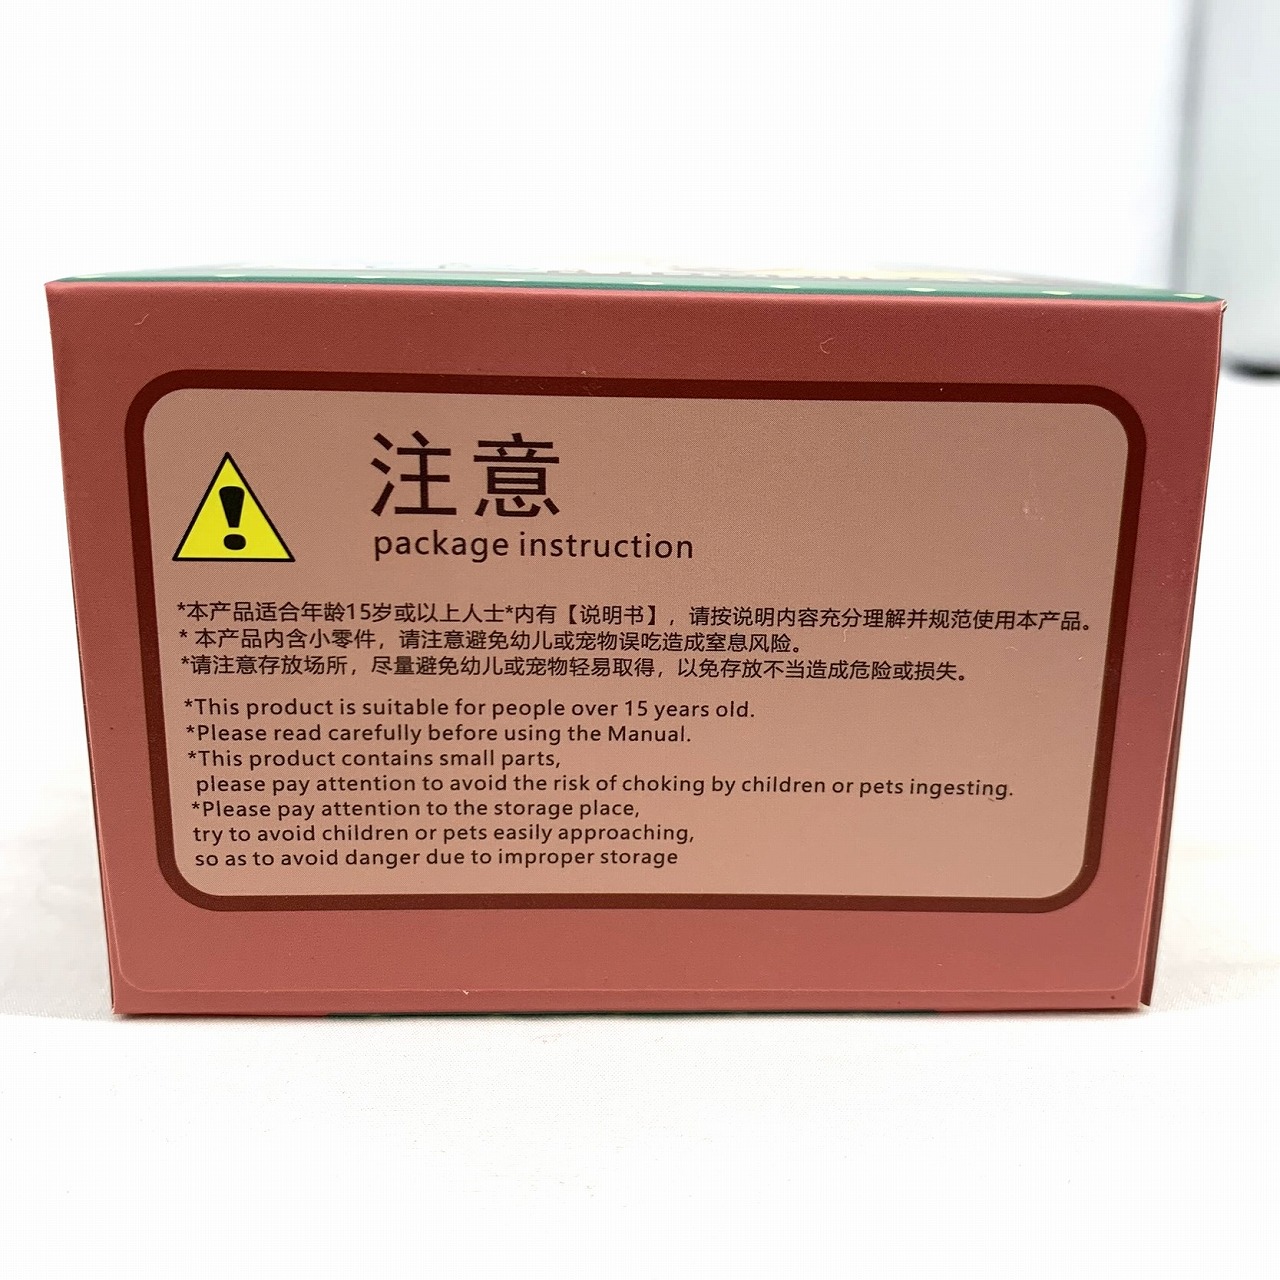 注意
package instruction
*本产品适合年龄15岁或以上人士*内有【说明书】，请按说明内容充分理解并规范使用本产品。
* 本产品内含小零件，请注意避免幼儿或宠物误吃造成窒息风险。
*请注意存放场所，尽量避免幼儿或宠物轻易取得，以免存放不当造成危险或损失。
*This product is suitable for people over 15 years old.
*Please read carefully before using the Manual.
*This product contains small parts,
please pay attention to avoid the risk of choking by children or pets ingesting.
*Please pay attention to the storage place,
try to avoid children or pets easily approaching,
so as to avoid danger due to improper storage